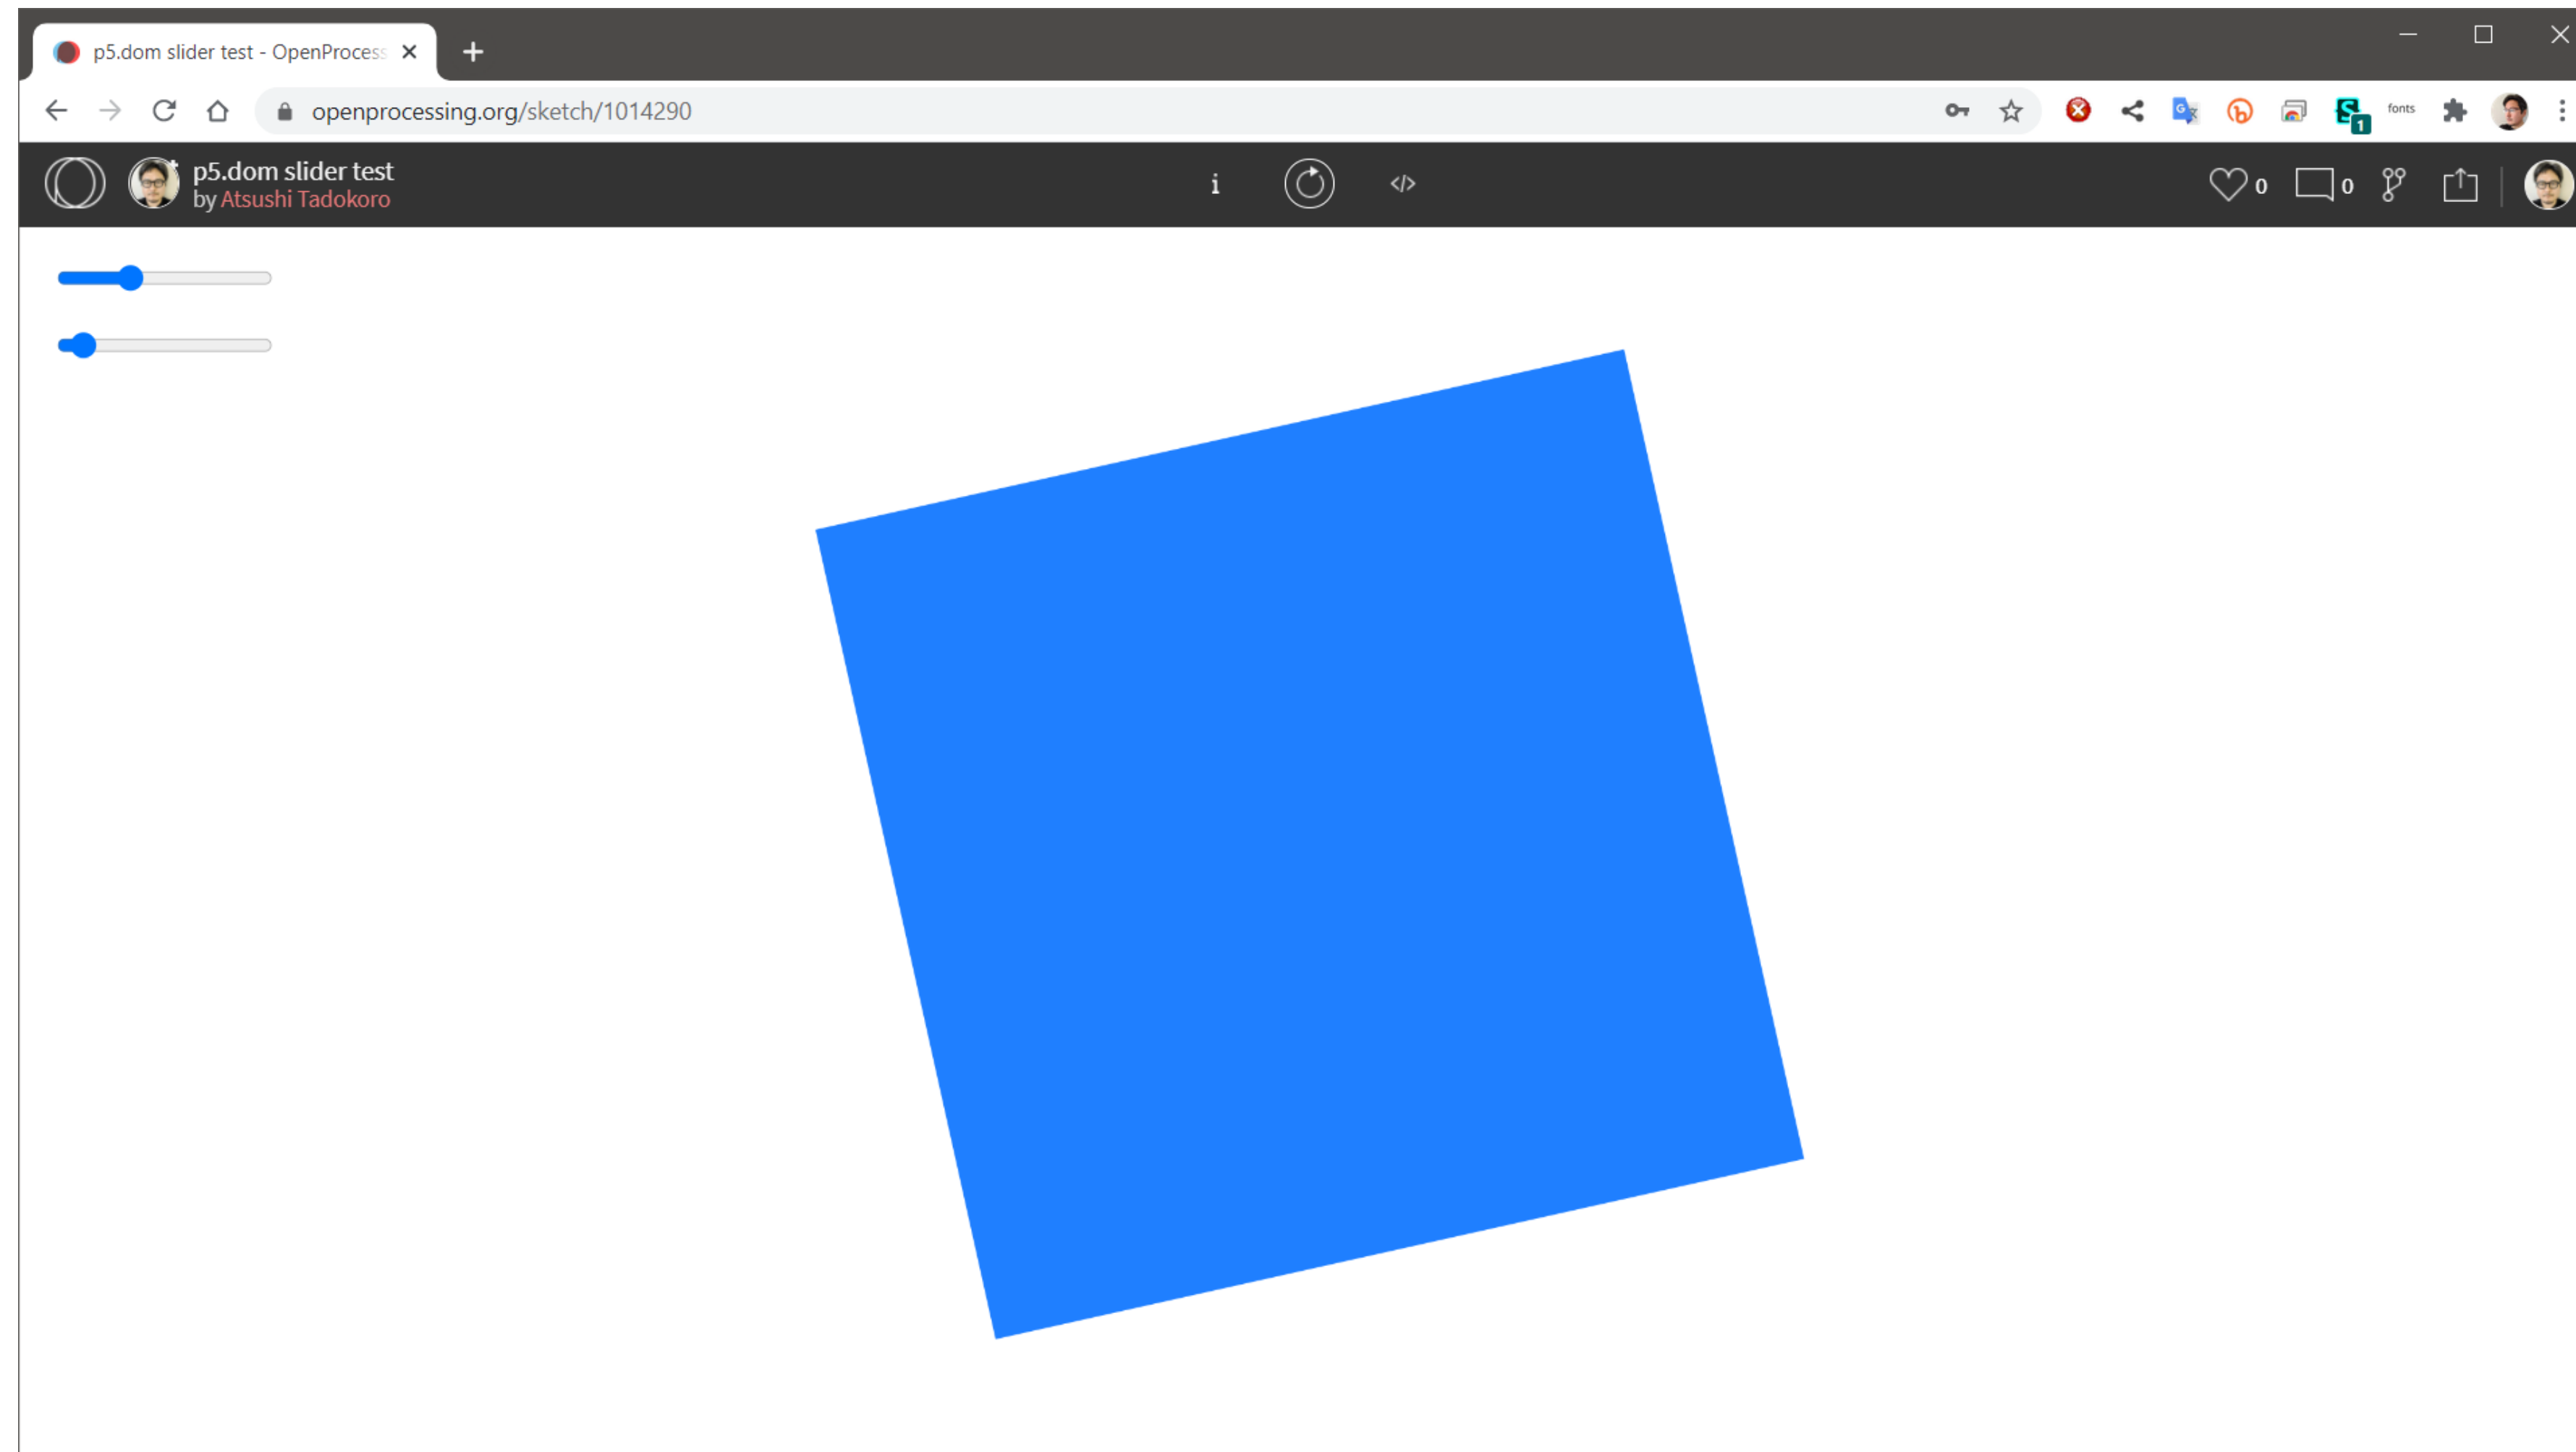 p5.dom slider test - OpenProcess
openprocessing.org/sketch/1014290
fonts
1
p5.dom slider test
by Atsushi Tadokoro
i
</>
0
0